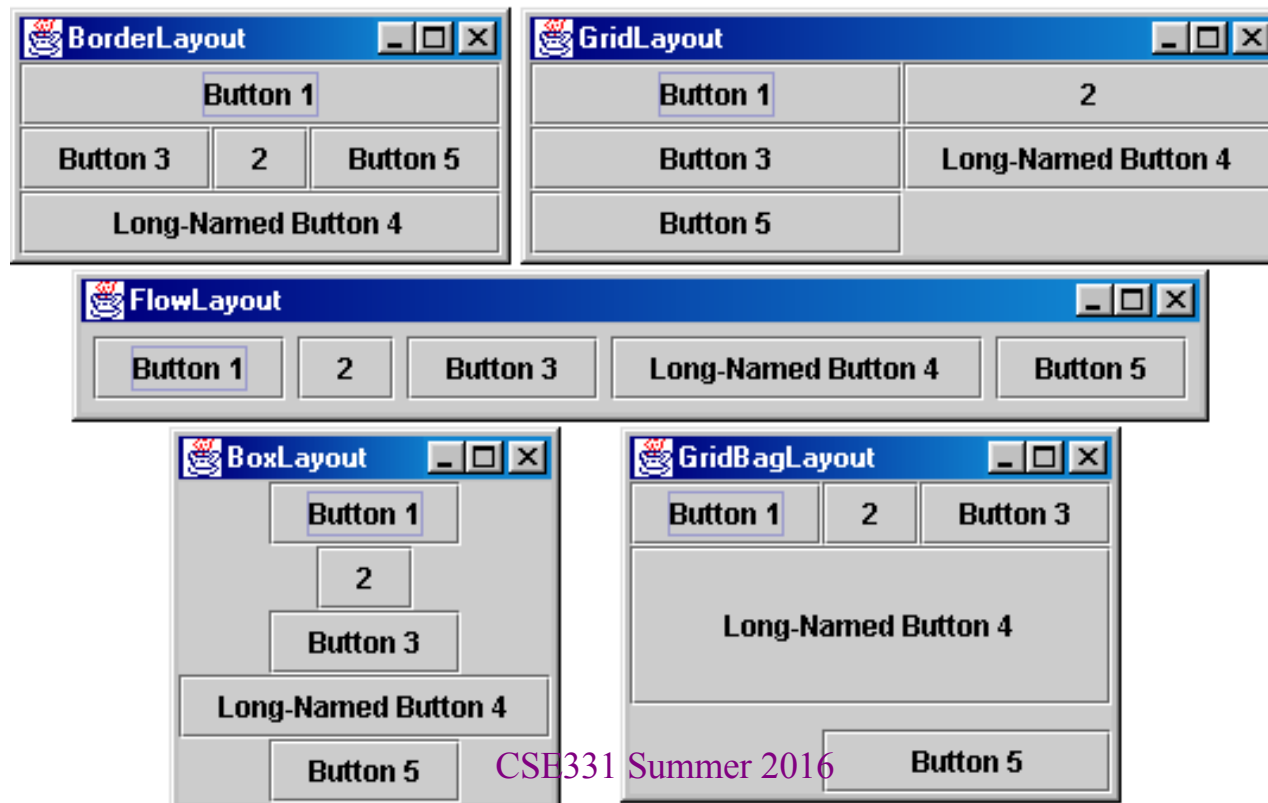 BorderLayout
Button 1
Button 3 2 Button 5
Long-Named Button 4
GridLayout
Button 1 2
Button 3 Long-Named Button 4
Button 5
FlowLayout
Button 1 2 Button 3 Long-Named Button 4 Button 5
BoxLayout
Button 1
2
Button 3
Long-Named Button 4
Button 5
GridBagLayout
Button 1 2 Button 3
Long-Named Button 4
Button 5
CSE331 Summer 2016